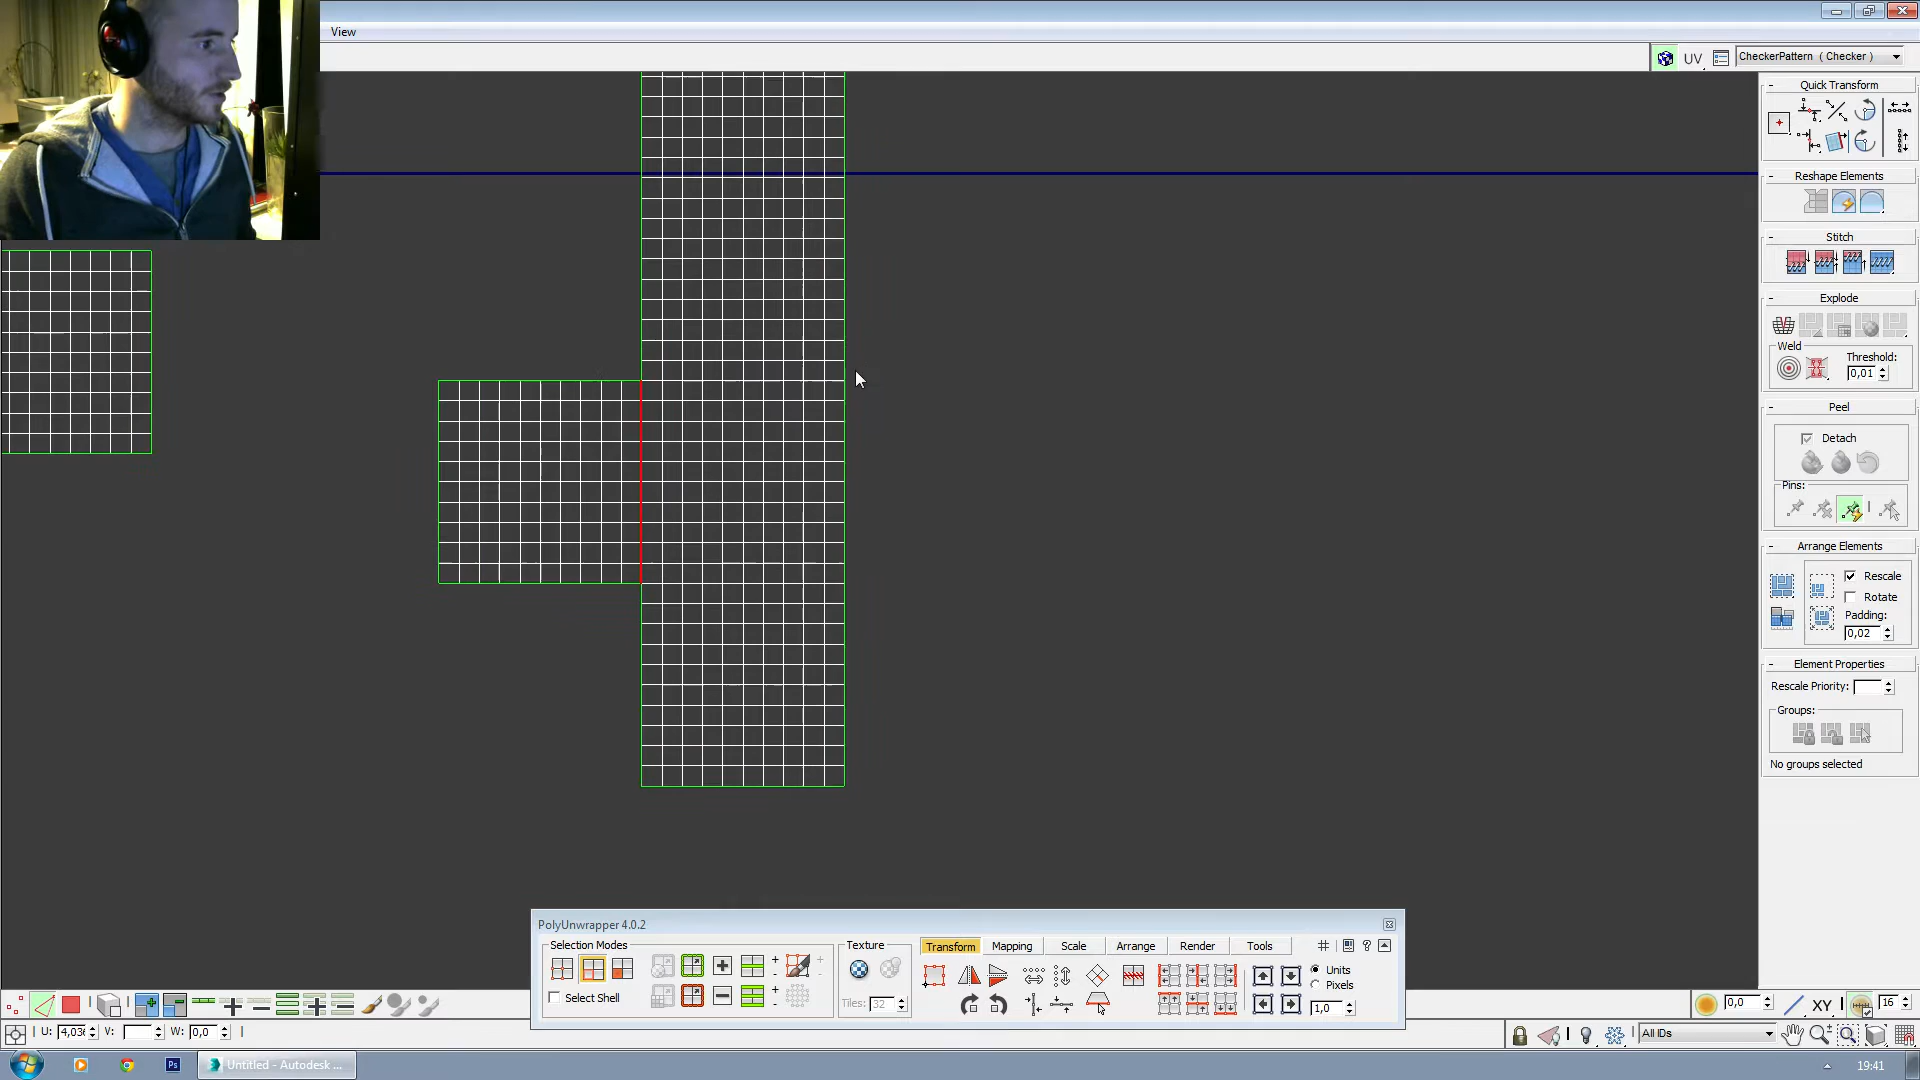 View
UV
CheckerPattern ( Checker )
Quick Transform
Reshape Elements
Stitch
Explode
Weld
Threshold:
0,01
Peel
Detach
Pins:
Arrange Elements
Rescale
Rotate
Padding:
0,02
Element Properties
Rescale Priority:
Groups:
No groups selected
PolyUnwrapper 4.0.2
Selection Modes
Texture
Transform
Mapping
Scale
Arrange
Render
Tools
Select Shell
Tiles: 32
Units
Pixels
1,0
0,0
XY
16
U: 4,036 V: W: 0,0
All IDs
Ps
Untitled - Autodesk ...
19:41